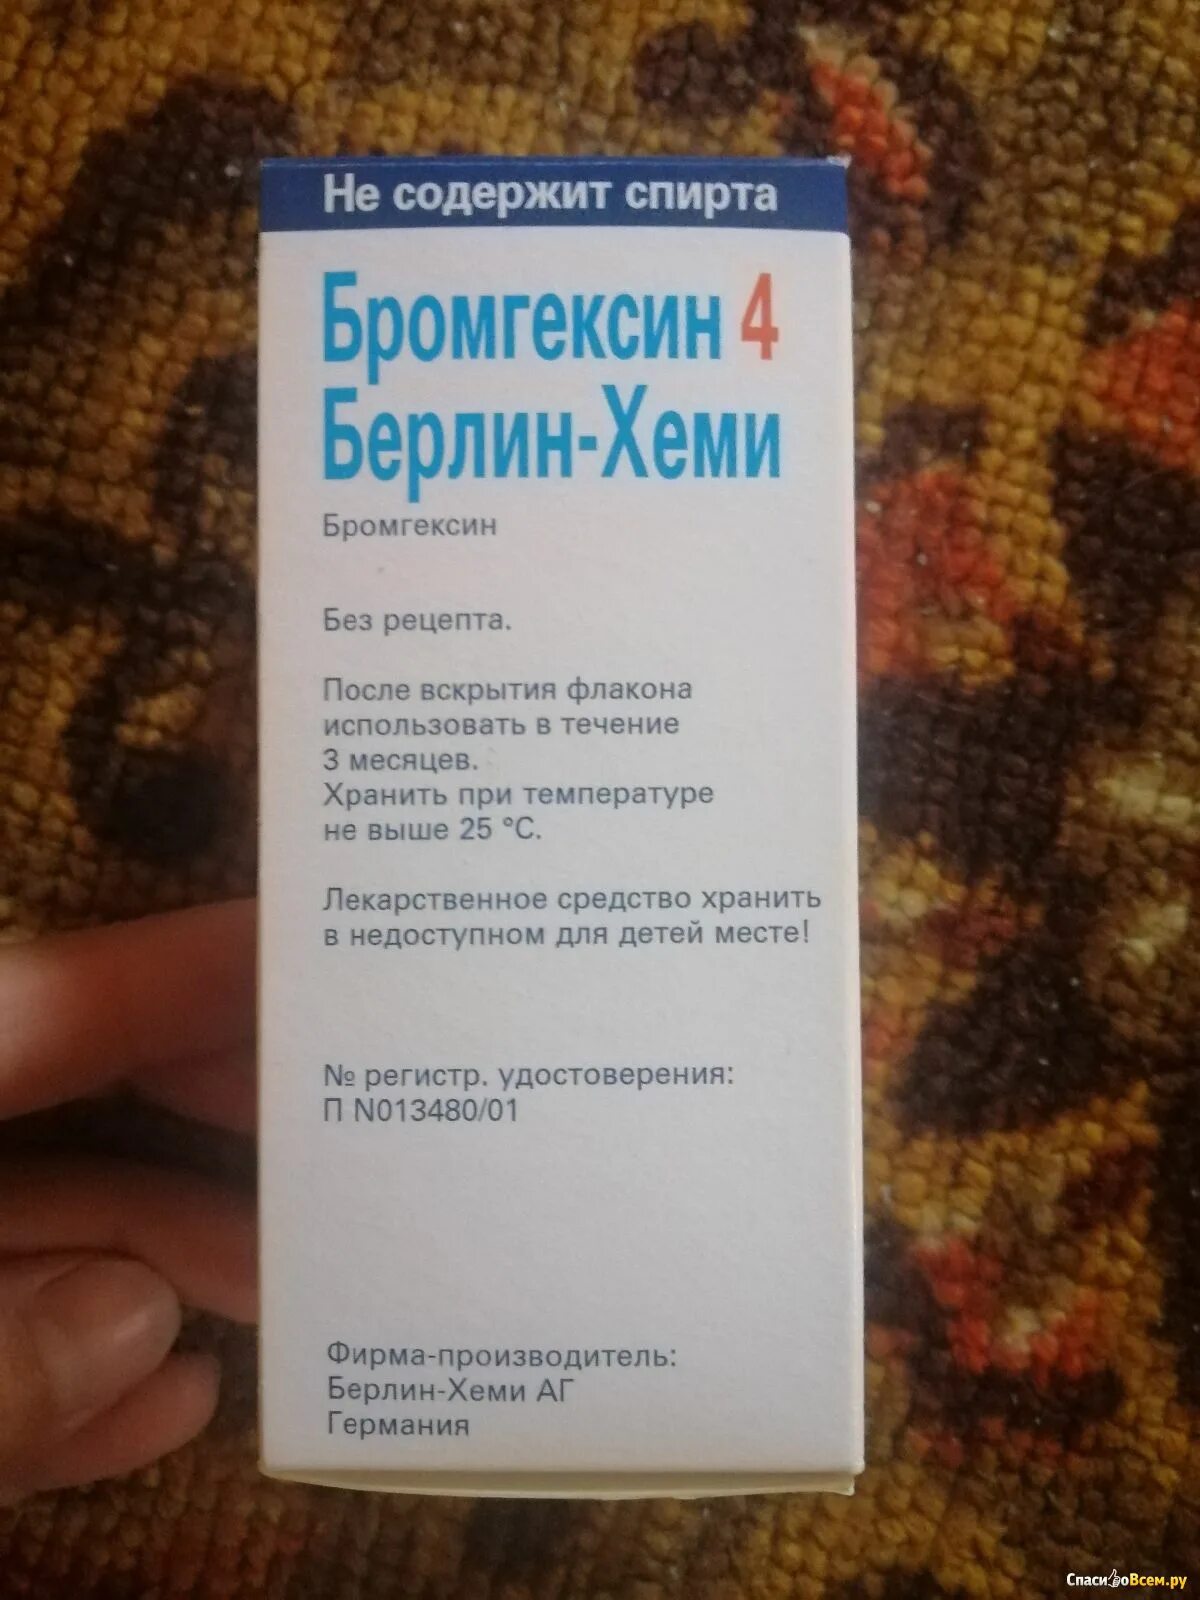 Не содержит спирта
Бромгексин 4
Берлин-Хеми
Бромгексин
Без рецепта.
После вскрытия флакона
использовать в течение
3 месяцев.
Хранить при температуре
не выше 25 °С.
Лекарственное средство хранить
в недоступном для детей месте!
№ регистр. удостоверения:
П N013480/01
Фирма-производитель:
Берлин-Хеми АГ
Германия
СпасибоВсем.ру